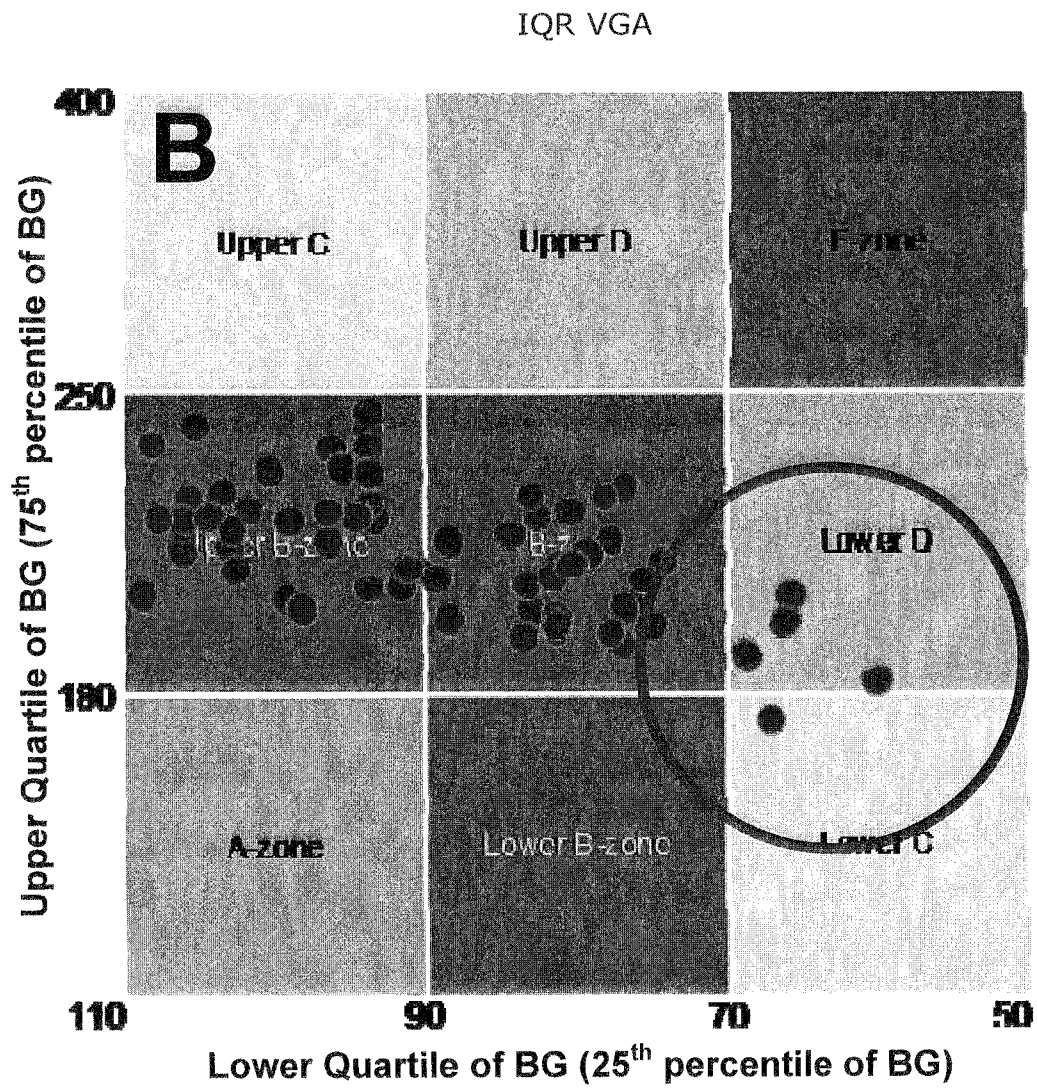 IQR VGA
400
B
Upper C
Upper D
E-zone
250
Lower D
B-z
180
A-zone
Lower B-zone
Lower C
110
90
70
50
Upper Quartile of BG (75th percentile of BG)
Lower Quartile of BG (25th percentile of BG)